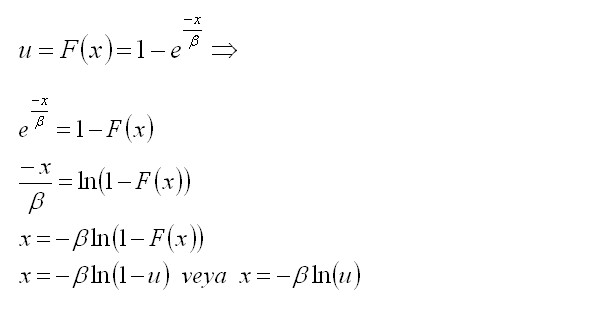 u = F(x) = 1 − e^(−x/β) ⇒
e^(−x/β) = 1 − F(x)
−x/β = ln(1 − F(x))
x = −β ln(1 − F(x))
x = −β ln(1 − u) veya x = −β ln(u)